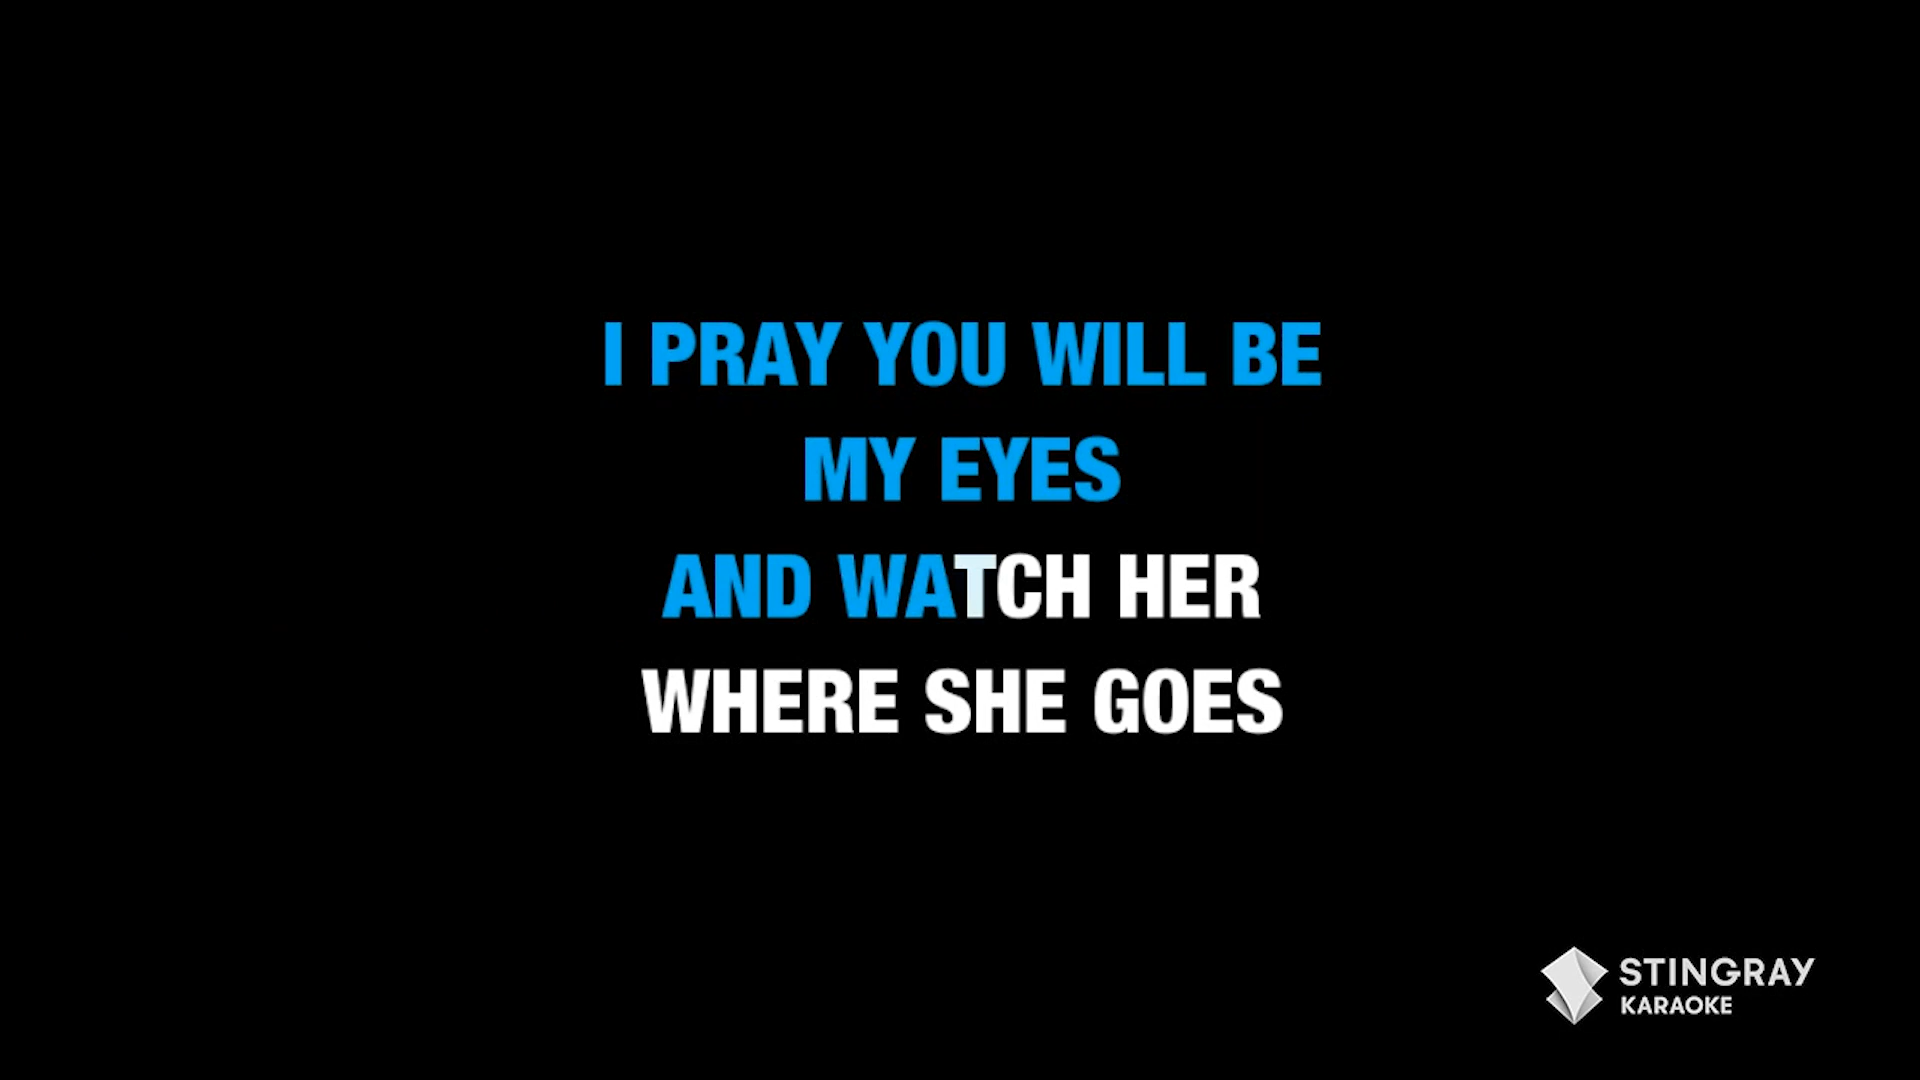 I PRAY YOU WILL BE
MY EYES
AND WATCH HER
WHERE SHE GOES
STINGRAY
KARAOKE